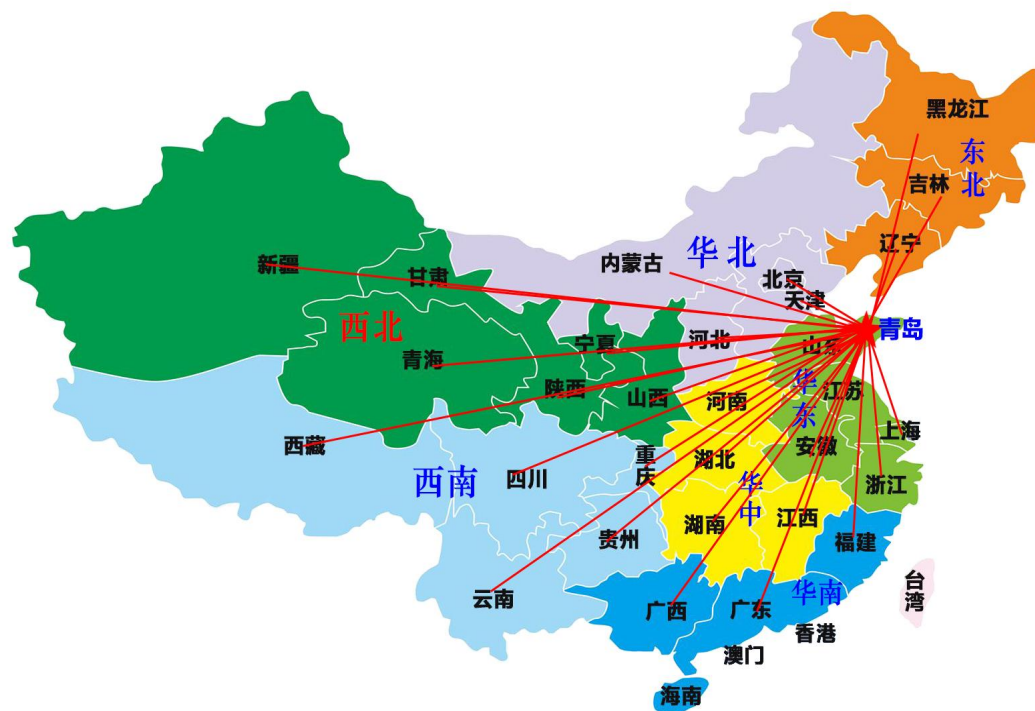 黑龙江
东北
吉林
辽宁
华北
内蒙古
新疆
甘肃
北京
天津
西北
青岛
河北
山东
宁夏
青海
陕西
山西
河南
华东
江苏
上海
西藏
西南
四川
重庆
湖北
安徽
华中
浙江
湖南
江西
贵州
福建
云南
广西
广东
华南
台湾
香港
澳门
海南